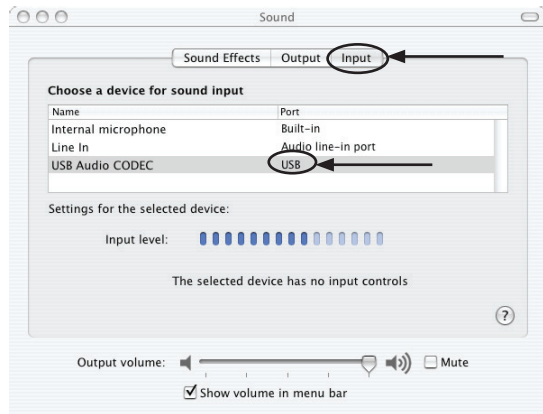 Sound
Sound Effects Output Input
Choose a device for sound input
Name Port
Internal microphone Built-in
Line In Audio line-in port
USB Audio CODEC USB
Settings for the selected device:
Input level:
The selected device has no input controls
?
Output volume: Mute
Show volume in menu bar